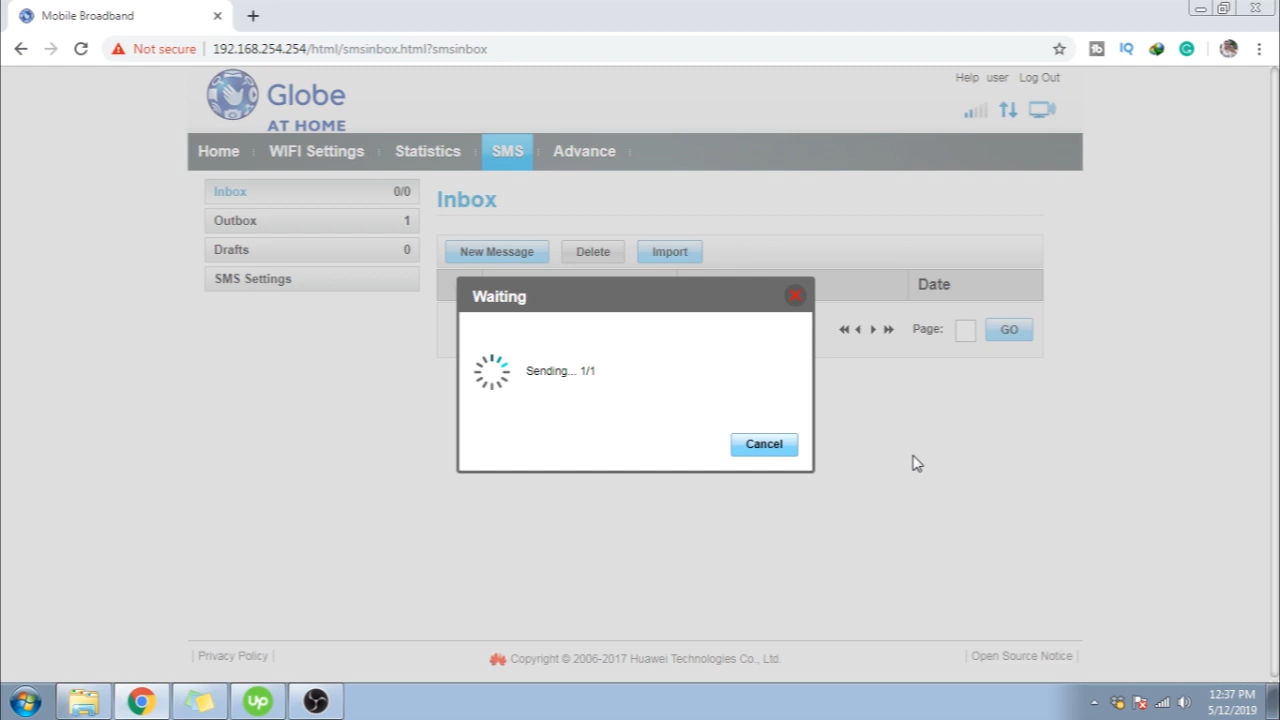 Mobile Broadband
Not secure | 192.168.254.254/html/smsinbox.html?smsinbox
Help user Log Out
Globe
AT HOME
Home WIFI Settings Statistics SMS Advance
Inbox 0/0
Outbox 1
Drafts 0
SMS Settings
Inbox
New Message Delete Import
Date
Page: GO
Waiting
Sending... 1/1
Cancel
| Privacy Policy | Copyright © 2006-2017 Huawei Technologies Co., Ltd. | Open Source Notice |
tb IQ G
Up
12:37 PM
5/12/2019